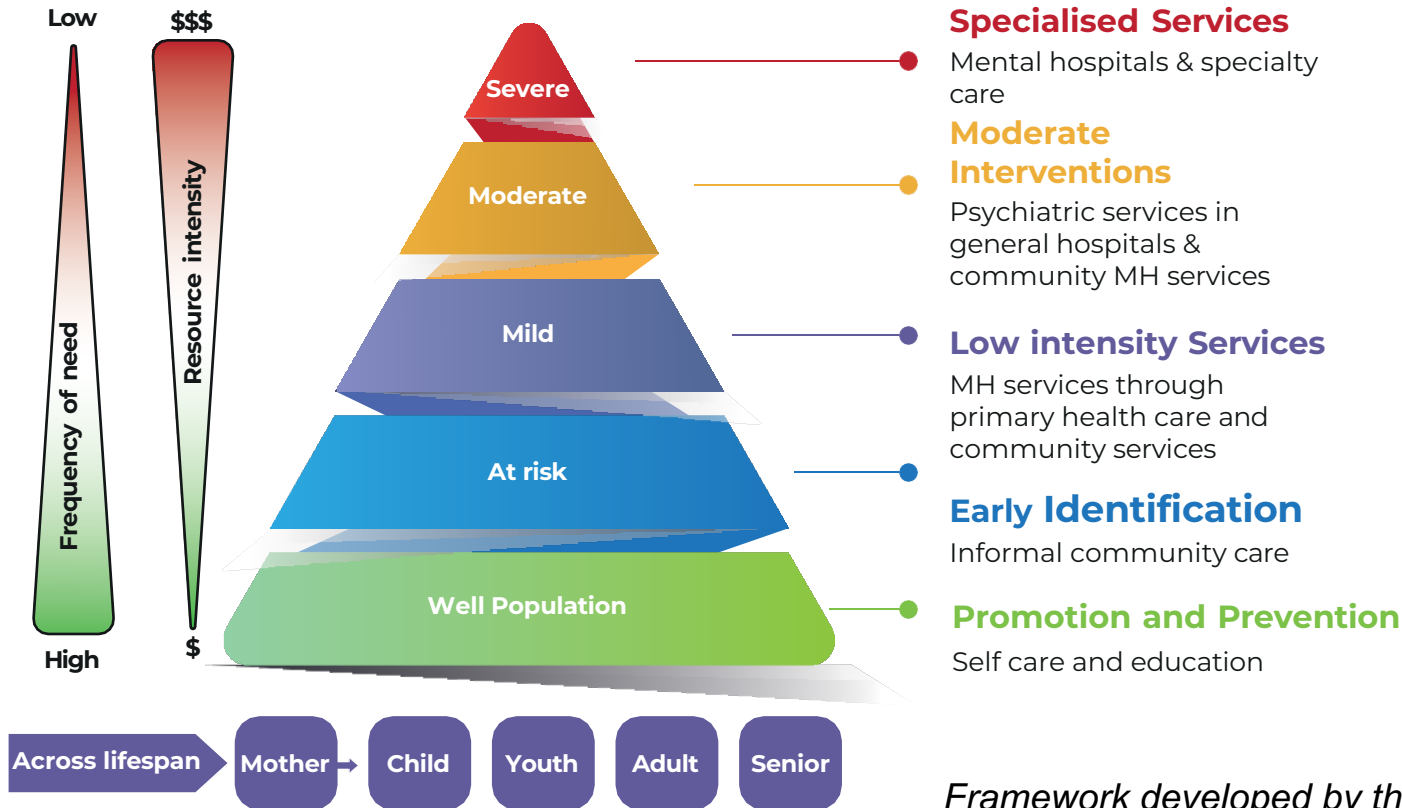 Low
$$$
Frequency of need
Resource intensity
High
$
Severe
Moderate
Mild
At risk
Well Population
Specialised Services
Mental hospitals & specialty
care
Moderate
Interventions
Psychiatric services in
general hospitals &
community MH services
Low intensity Services
MH services through
primary health care and
community services
Early Identification
Informal community care
Promotion and Prevention
Self care and education
Across lifespan
Mother
Child
Youth
Adult
Senior
Framework developed by th